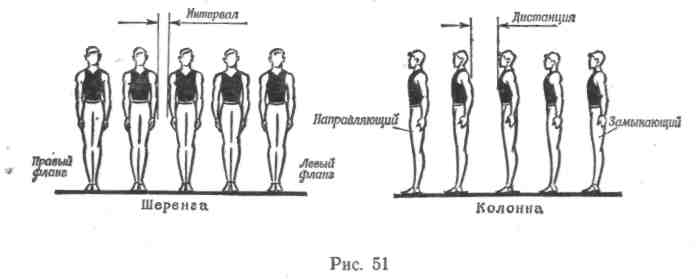 Интервал
Дистанция
Направляющий
Замыкающий
Правый
фланг
Левый
фланг
Шеренга
Колонна
Рис. 51